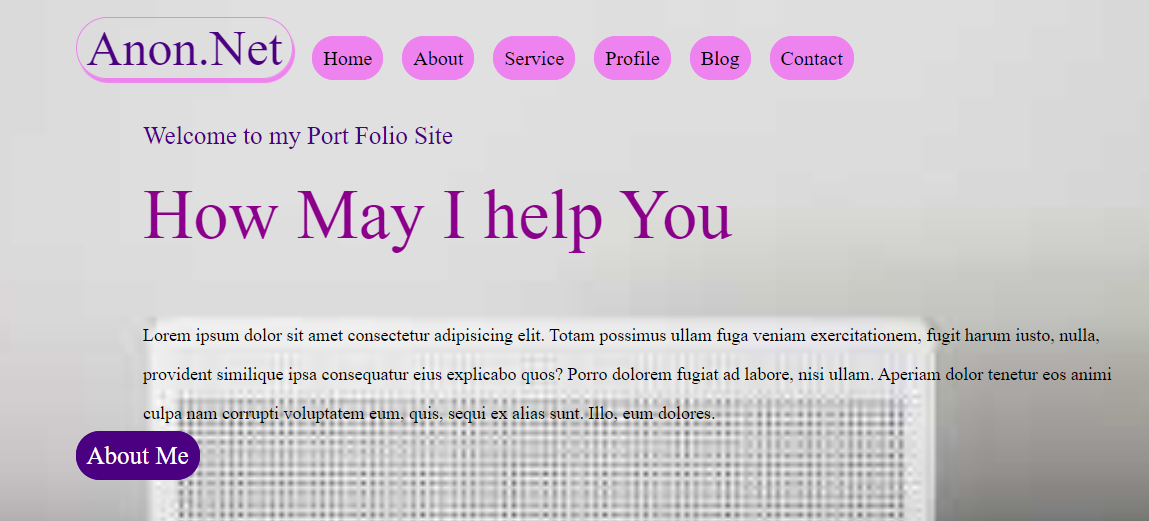 Anon.Net Home About Service Profile Blog Contact
Welcome to my Port Folio Site
How May I help You
Lorem ipsum dolor sit amet consectetur adipisicing elit. Totam possimus ullam fuga veniam exercitationem, fugit harum iusto, nulla,
provident similique ipsa consequatur eius explicabo quos? Porro dolorem fugiat ad labore, nisi ullam. Aperiam dolor tenetur eos animi
culpa nam corrupti voluptatem eum, quis, sequi ex alias sunt. Illo, eum dolores.
About Me